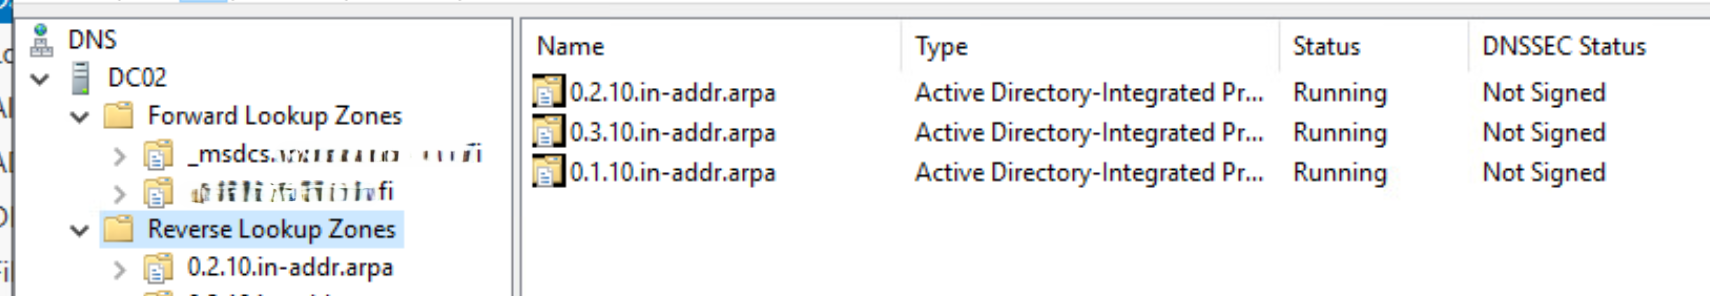 DNS
DC02
Forward Lookup Zones
_msdcs.
fi
Reverse Lookup Zones
0.2.10.in-addr.arpa
Name Type Status DNSSEC Status
0.2.10.in-addr.arpa Active Directory-Integrated Pr... Running Not Signed
0.3.10.in-addr.arpa Active Directory-Integrated Pr... Running Not Signed
0.1.10.in-addr.arpa Active Directory-Integrated Pr... Running Not Signed